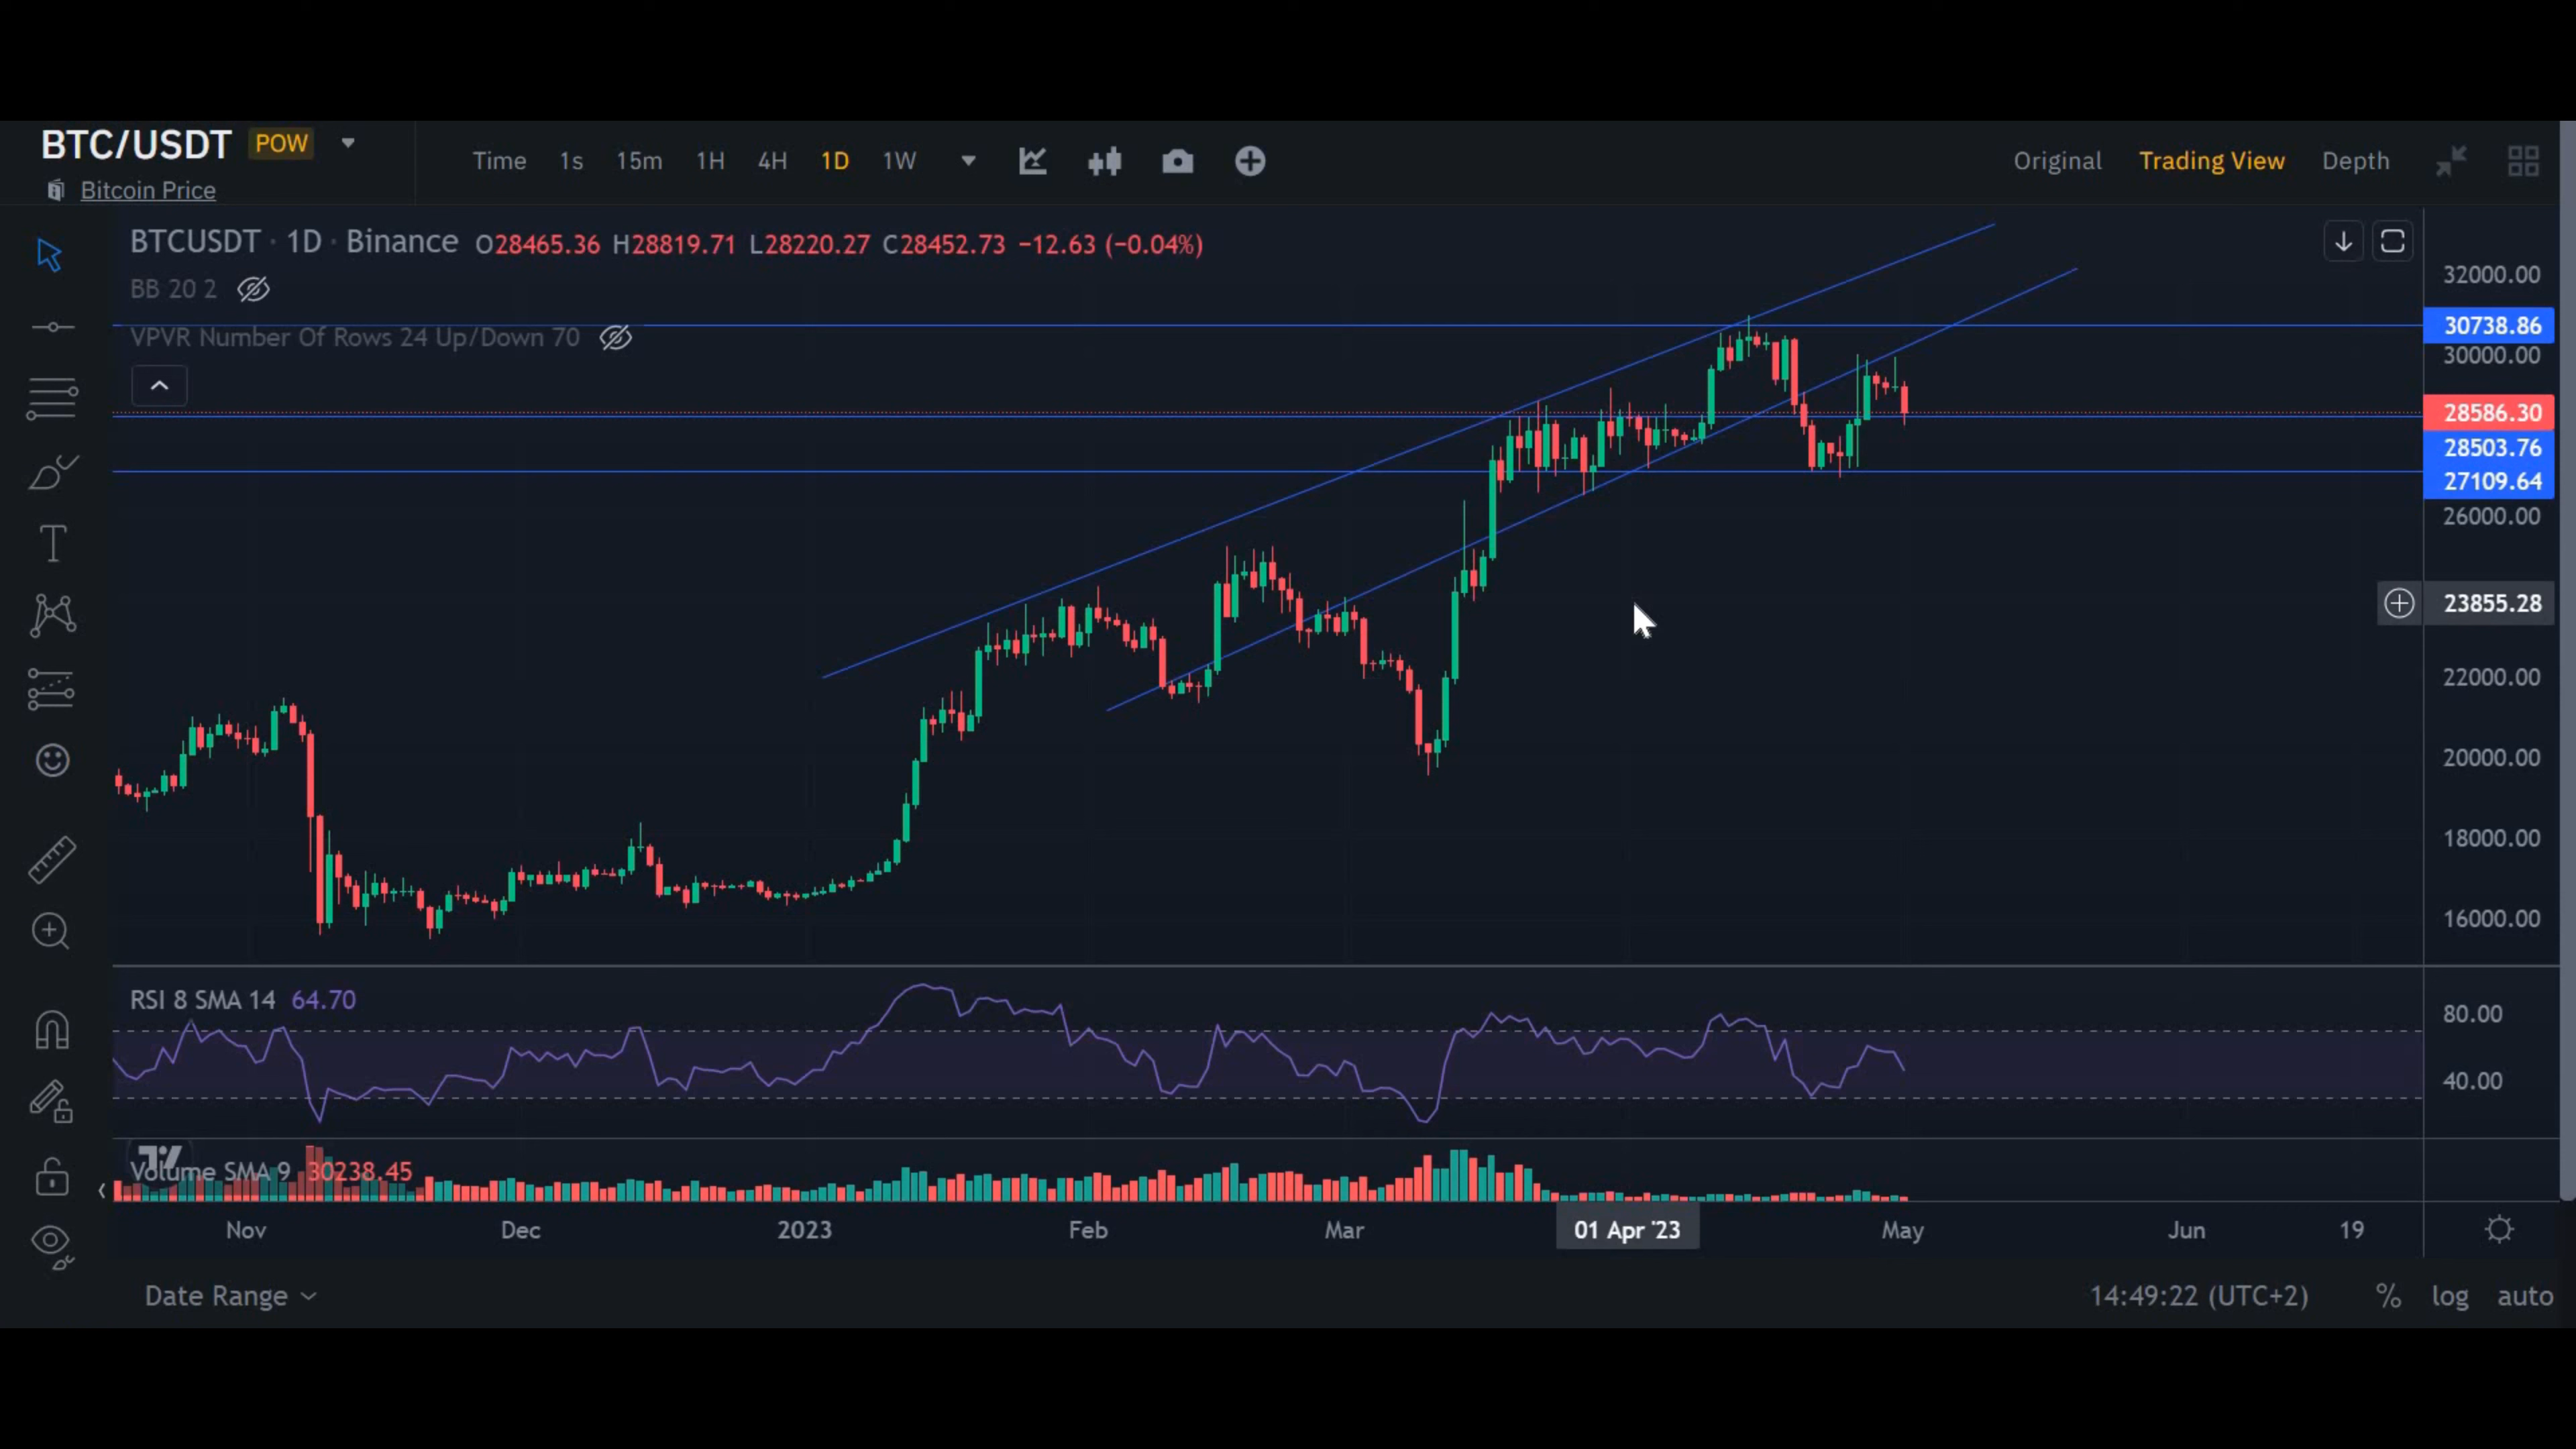 BTC/USDT POW
Bitcoin Price
Time 1s 15m 1H 4H 1D 1W
Original Trading View Depth
BTCUSDT · 1D · Binance O28465.36 H28819.71 L28220.27 C28452.73 −12.63 (−0.04%)
BB 20 2
VPVR Number Of Rows 24 Up/Down 70
32000.00
30738.86
30000.00
28586.30
28503.76
27109.64
26000.00
23855.28
22000.00
20000.00
18000.00
16000.00
RSI 8 SMA 14 64.70
80.00
40.00
Volume SMA 9 30238.45
Nov Dec 2023 Feb Mar 01 Apr '23 May Jun 19
Date Range 14:49:22 (UTC+2) % log auto